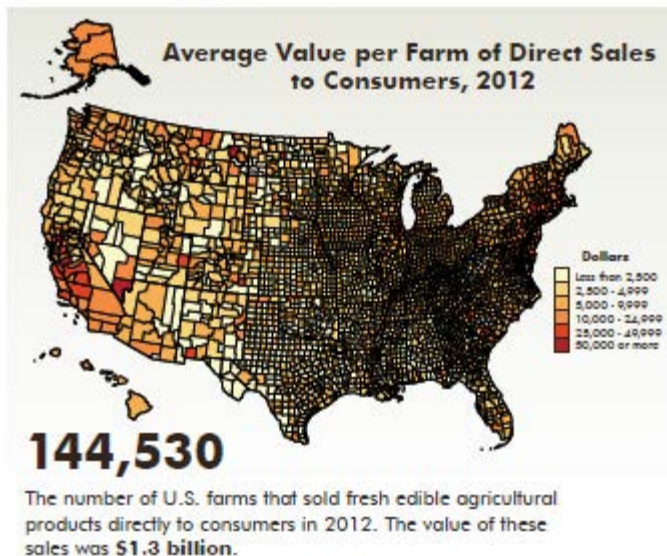 Average Value per Farm of Direct Sales
to Consumers, 2012
Dollars
Less than 2,500
2,500 - 4,999
5,000 - 9,999
10,000 - 24,999
25,000 - 49,999
50,000 or more
144,530
The number of U.S. farms that sold fresh edible agricultural
products directly to consumers in 2012. The value of these
sales was $1.3 billion.